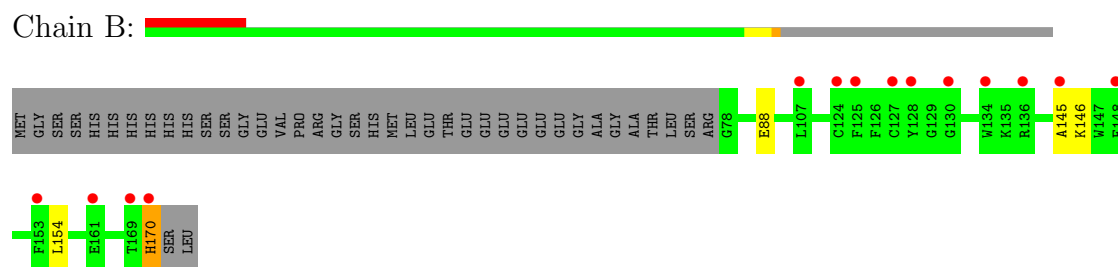 Chain B:
MET GLY SER SER HIS HIS HIS HIS HIS HIS SER SER GLY GLU VAL PRO ARG GLY SER HIS MET LEU GLU THR GLU GLU GLU GLU GLU GLU GLY ALA GLY ALA THR LEU SER ARG G78 E88 L107 C124 F125 F126 C127 Y128 G129 G130 W134 K135 R136 A145 K146 W147
F153 L154 E161 T169 H170 SER LEU